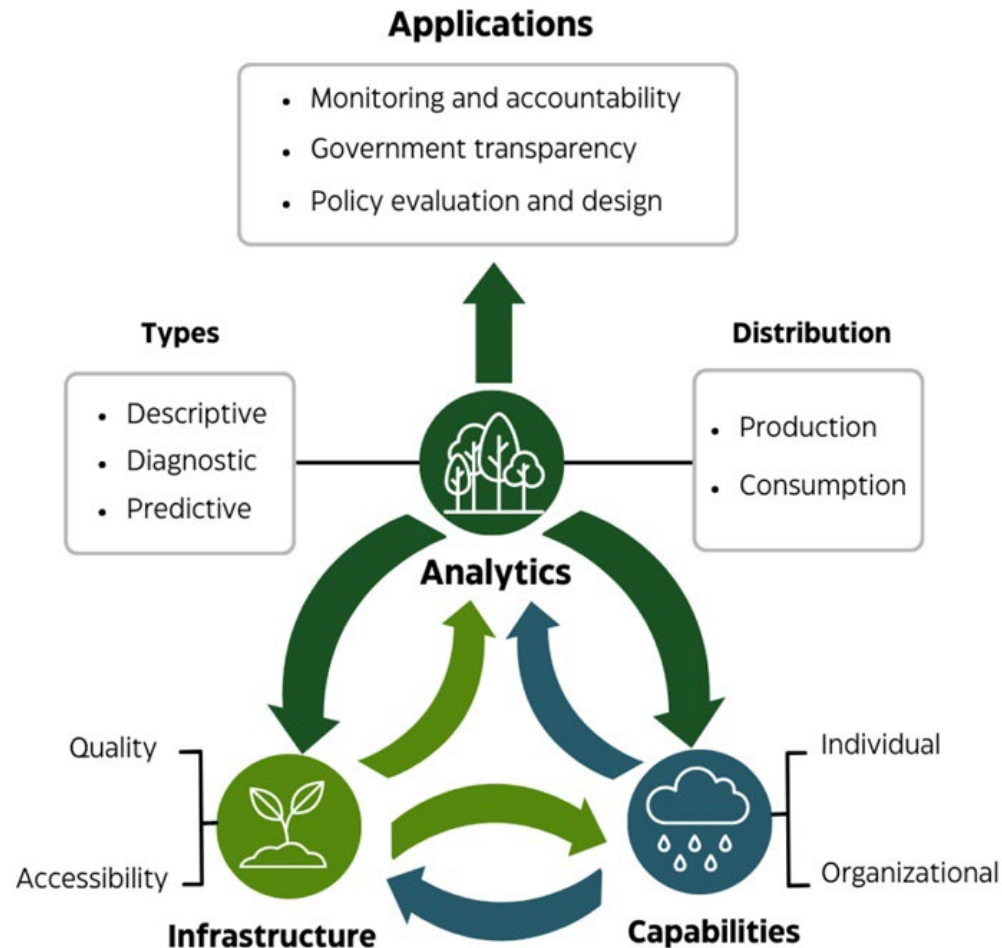 Applications
• Monitoring and accountability
• Government transparency
• Policy evaluation and design
Types
• Descriptive
• Diagnostic
• Predictive
Distribution
• Production
• Consumption
Analytics
Quality
Accessibility
Infrastructure
Individual
Organizational
Capabilities